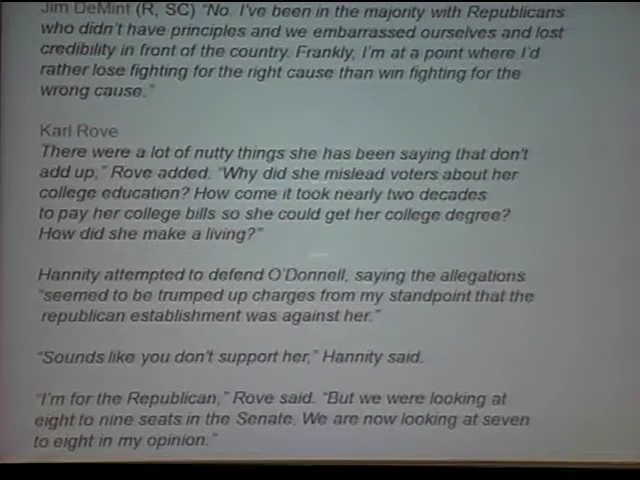 Jim DeMint (R, SC) "No. I've been in the majority with Republicans
who didn't have principles and we embarrassed ourselves and lost
credibility in front of the country. Frankly, I'm at a point where I'd
rather lose fighting for the right cause than win fighting for the
wrong cause."
Karl Rove
There were a lot of nutty things she has been saying that don't
add up," Rove added. "Why did she mislead voters about her
college education? How come it took nearly two decades
to pay her college bills so she could get her college degree?
How did she make a living?"
Hannity attempted to defend O'Donnell, saying the allegations
"seemed to be trumped up charges from my standpoint that the
republican establishment was against her."
"Sounds like you don't support her," Hannity said.
"I'm for the Republican," Rove said. "But we were looking at
eight to nine seats in the Senate. We are now looking at seven
to eight in my opinion."